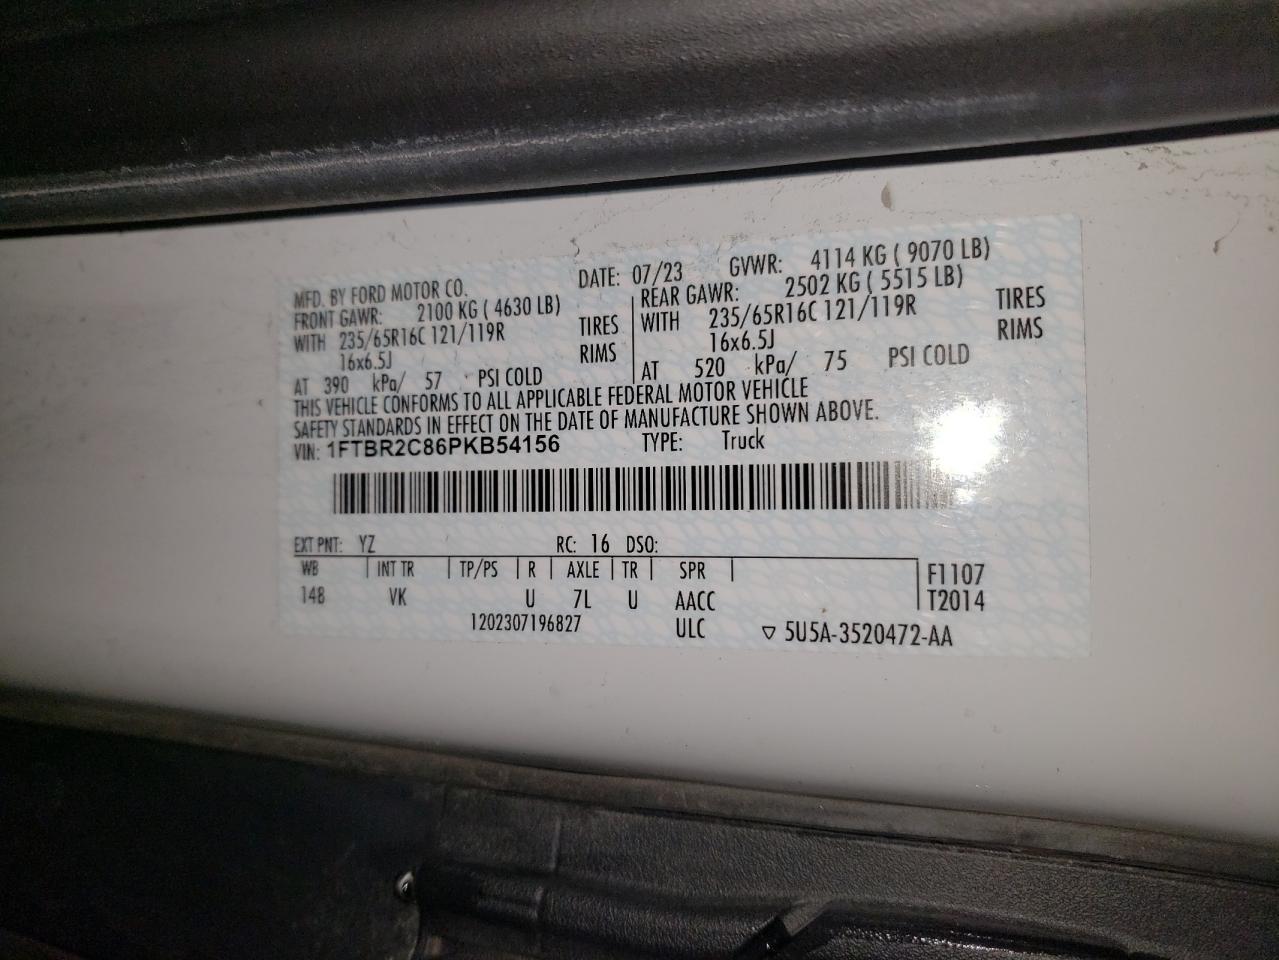 MFD. BY FORD MOTOR CO. DATE: 07/23 GVWR: 4114 KG ( 9070 LB)
FRONT GAWR: 2100 KG ( 4630 LB) REAR GAWR: 2502 KG ( 5515 LB)
WITH 235/65R16C 121/119R TIRES WITH 235/65R16C 121/119R TIRES
16x6.5J RIMS 16x6.5J RIMS
AT 390 kPa/ 57 PSI COLD AT 520 kPa/ 75 PSI COLD
THIS VEHICLE CONFORMS TO ALL APPLICABLE FEDERAL MOTOR VEHICLE
SAFETY STANDARDS IN EFFECT ON THE DATE OF MANUFACTURE SHOWN ABOVE.
VIN: 1FTBR2C86PKB54156 TYPE: Truck
EXT PNT: YZ RC: 16 DSO:
WB INT TR TP/PS R AXLE TR SPR F1107
148 VK U 7L U AACC T2014
1202307196827 ULC ▽ 5U5A-3520472-AA